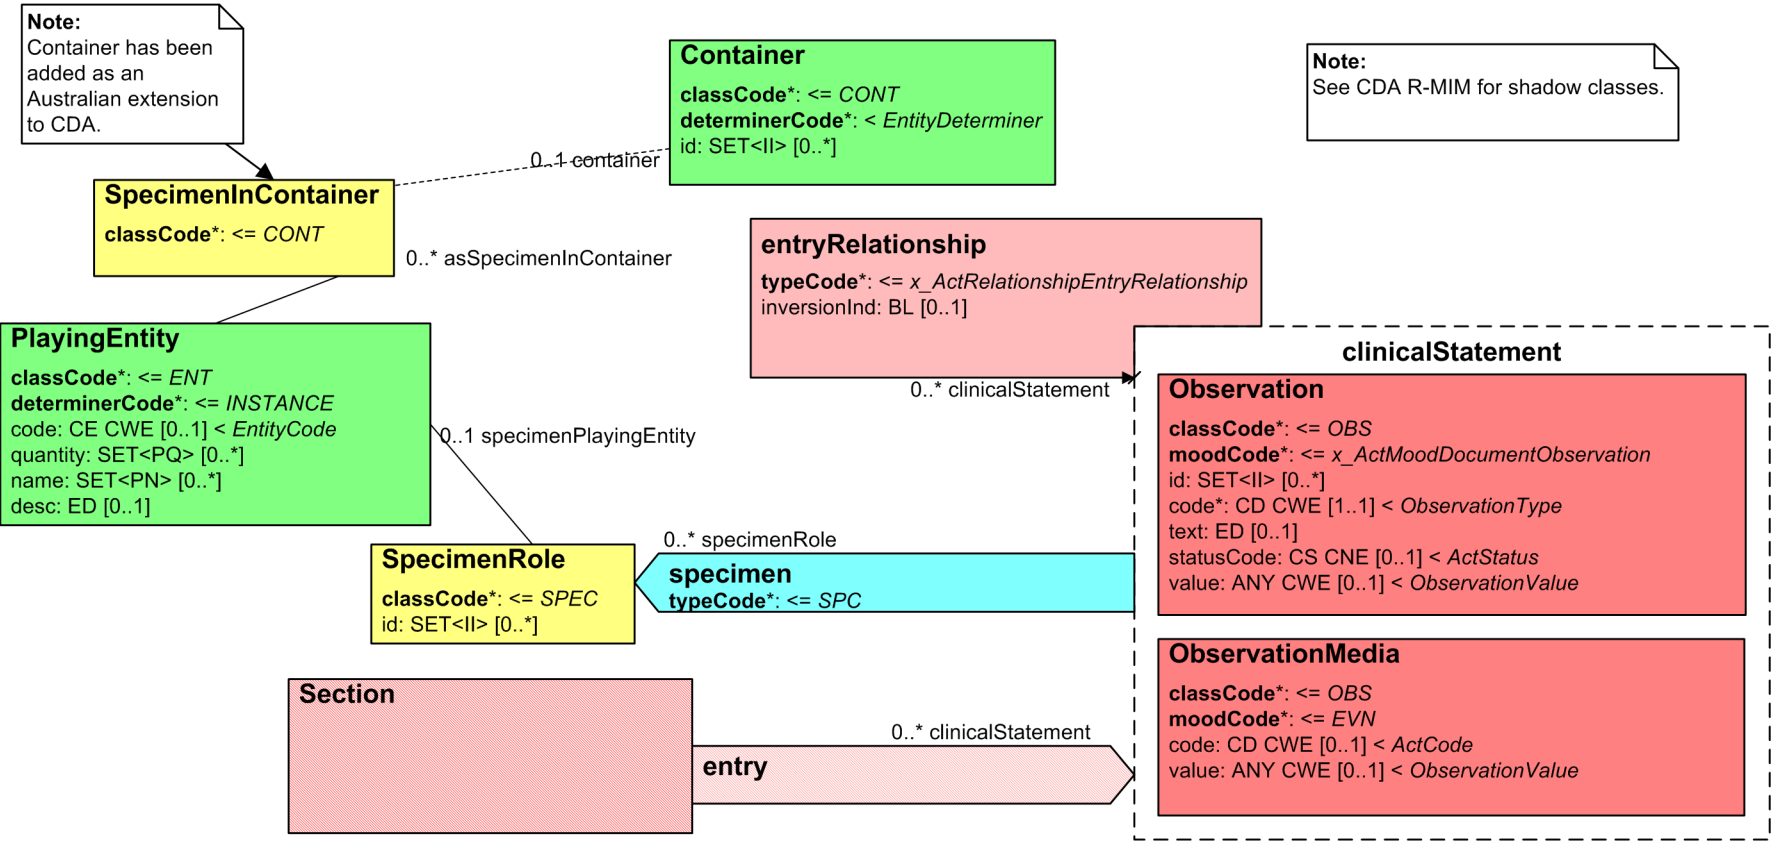 Note:
Container has been
added as an
Australian extension
to CDA.
Container
classCode*: <= CONT
determinerCode*: < EntityDeterminer
id: SET<II> [0..*]
Note:
See CDA R-MIM for shadow classes.
0..1 container
SpecimenInContainer
classCode*: <= CONT
0..* asSpecimenInContainer
entryRelationship
typeCode*: <= x_ActRelationshipEntryRelationship
inversionInd: BL [0..1]
0..* clinicalStatement
PlayingEntity
classCode*: <= ENT
determinerCode*: <= INSTANCE
code: CE CWE [0..1] < EntityCode
quantity: SET<PQ> [0..*]
name: SET<PN> [0..*]
desc: ED [0..1]
0..1 specimenPlayingEntity
clinicalStatement
Observation
classCode*: <= OBS
moodCode*: <= x_ActMoodDocumentObservation
id: SET<II> [0..*]
code*: CD CWE [1..1] < ObservationType
text: ED [0..1]
statusCode: CS CNE [0..1] < ActStatus
value: ANY CWE [0..1] < ObservationValue
SpecimenRole
classCode*: <= SPEC
id: SET<II> [0..*]
0..* specimenRole
specimen
typeCode*: <= SPC
ObservationMedia
classCode*: <= OBS
moodCode*: <= EVN
code: CD CWE [0..1] < ActCode
value: ANY CWE [0..1] < ObservationValue
Section
0..* clinicalStatement
entry